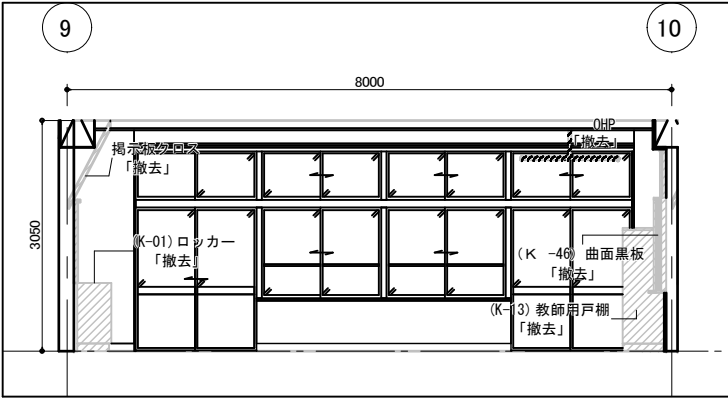 9
10
8000
OHP
「撤去」
掲示板クロス
「撤去」
3050
(K-01)ロッカー
「撤去」
(K -46) 曲面黒板
「撤去」
(K-13)教師用戸棚
「撤去」